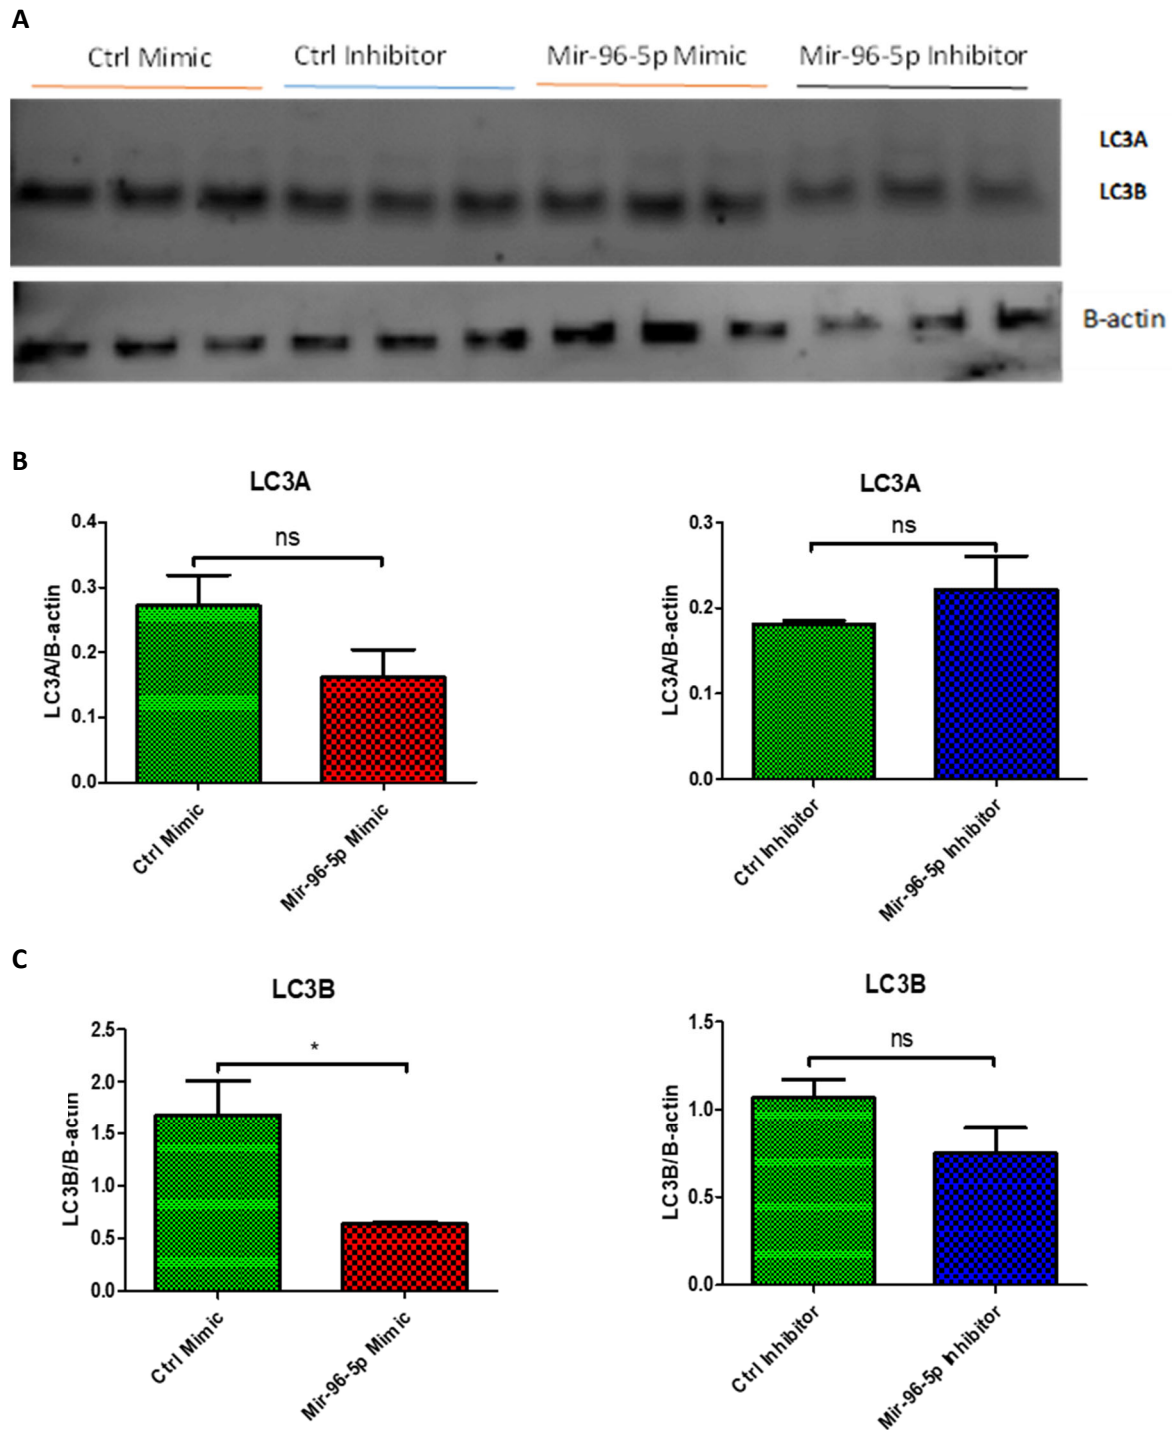 A
Ctrl Mimic
Ctrl Inhibitor
Mir-96-5p Mimic
Mir-96-5p Inhibitor
LC3A
LC3B
B-actin
B
LC3A
ns
LC3A/B-actin
0.4
0.3
0.2
0.1
0.0
Ctrl Mimic
Mir-96-5p Mimic
LC3A
ns
LC3A/B-actin
0.3
0.2
0.1
0.0
Ctrl Inhibitor
Mir-96-5p Inhibitor
C
LC3B
*
LC3B/B-actin
2.5
2.0
1.5
1.0
0.5
0.0
Ctrl Mimic
Mir-96-5p Mimic
LC3B
ns
LC3B/B-actin
1.5
1.0
0.5
0.0
Ctrl Inhibitor
Mir-96-5p Inhibitor